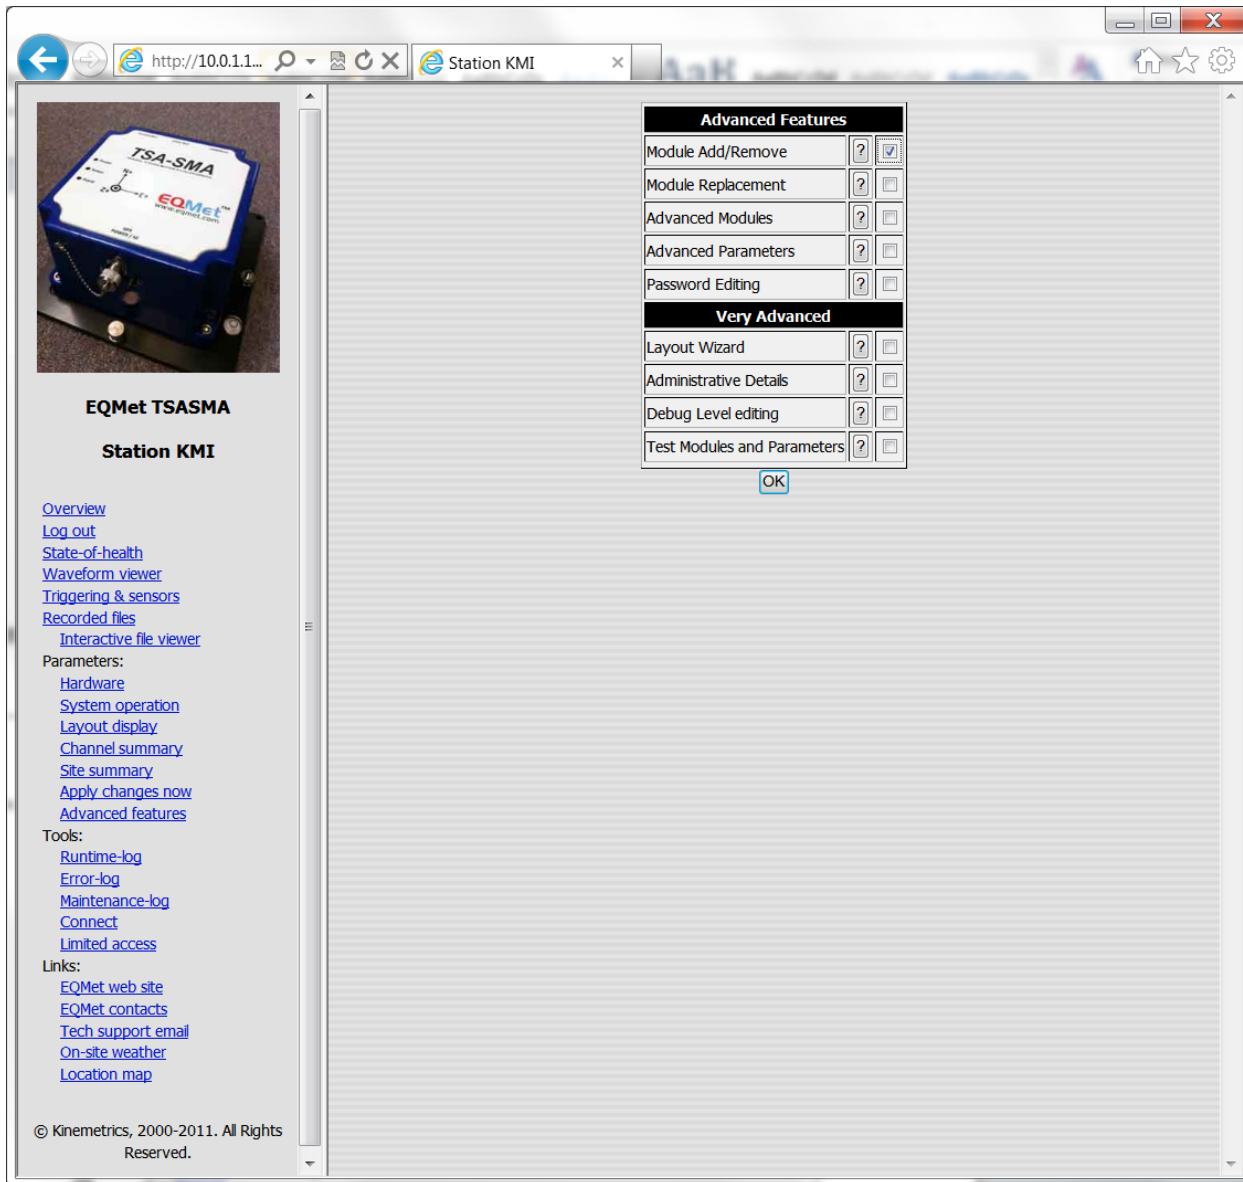 http://10.0.1.1...
Station KMI
TSA-SMA
EQMet
www.eqmet.com
EQMet TSASMA
Station KMI
Overview
Log out
State-of-health
Waveform viewer
Triggering & sensors
Recorded files
Interactive file viewer
Parameters:
Hardware
System operation
Layout display
Channel summary
Site summary
Apply changes now
Advanced features
Tools:
Runtime-log
Error-log
Maintenance-log
Connect
Limited access
Links:
EQMet web site
EQMet contacts
Tech support email
On-site weather
Location map
© Kinemetrics, 2000-2011. All Rights
Reserved.
Advanced Features
Module Add/Remove ?
Module Replacement ?
Advanced Modules ?
Advanced Parameters ?
Password Editing ?
Very Advanced
Layout Wizard ?
Administrative Details ?
Debug Level editing ?
Test Modules and Parameters ?
OK